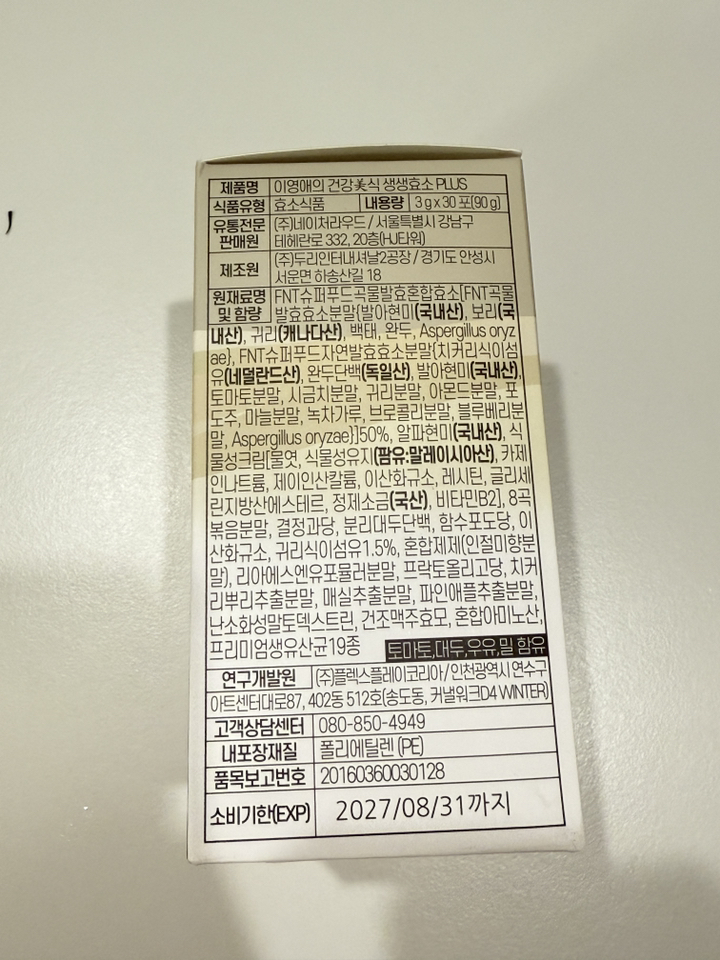 제품명 이영애의 건강美식 생생효소 PLUS
식품유형 효소식품 내용량 3 g x 30 포(90 g)
유통전문판매원 (주)네이처라우드 / 서울특별시 강남구
테헤란로 332, 20층(HJ타워)
제조원 (주)두리인터내셔날2공장 / 경기도 안성시
서운면 하송산길 18
원재료명 및 함량 FNT슈퍼푸드곡물발효혼합효소[FNT곡물
발효효소분말{발아현미(국내산), 보리(국
내산), 귀리(캐나다산), 백태, 완두, Aspergillus oryz
ae}, FNT슈퍼푸드자연발효효소분말{치커리식이섬
유(네덜란드산), 완두단백(독일산), 발아현미(국내산),
토마토분말, 시금치분말, 귀리분말, 아몬드분말, 포
도주, 마늘분말, 녹차가루, 브로콜리분말, 블루베리분
말, Aspergillus oryzae}]50%, 알파현미(국내산), 식
물성크림[물엿, 식물성유지(팜유:말레이시아산), 카제
인나트륨, 제이인산칼륨, 이산화규소, 레시틴, 글리세
린지방산에스테르, 정제소금(국산), 비타민B2], 8곡
볶음분말, 결정과당, 분리대두단백, 함수포도당, 이
산화규소, 귀리식이섬유1.5%, 혼합제제(인절미향분
말), 리아에스엔유포뮬러분말, 프락토올리고당, 치커
리뿌리추출분말, 매실추출분말, 파인애플추출분말,
난소화성말토덱스트린, 건조맥주효모, 혼합아미노산,
프리미엄생유산균19종 토마토,대두,우유,밀 함유
연구개발원 (주)플렉스플레이코리아/인천광역시 연수구
아트센터대로87, 402동 512호(송도동, 커낼워크D4 WINTER)
고객상담센터 080-850-4949
내포장재질 폴리에틸렌 (PE)
품목보고번호 20160360030128
소비기한(EXP) 2027/08/31까지